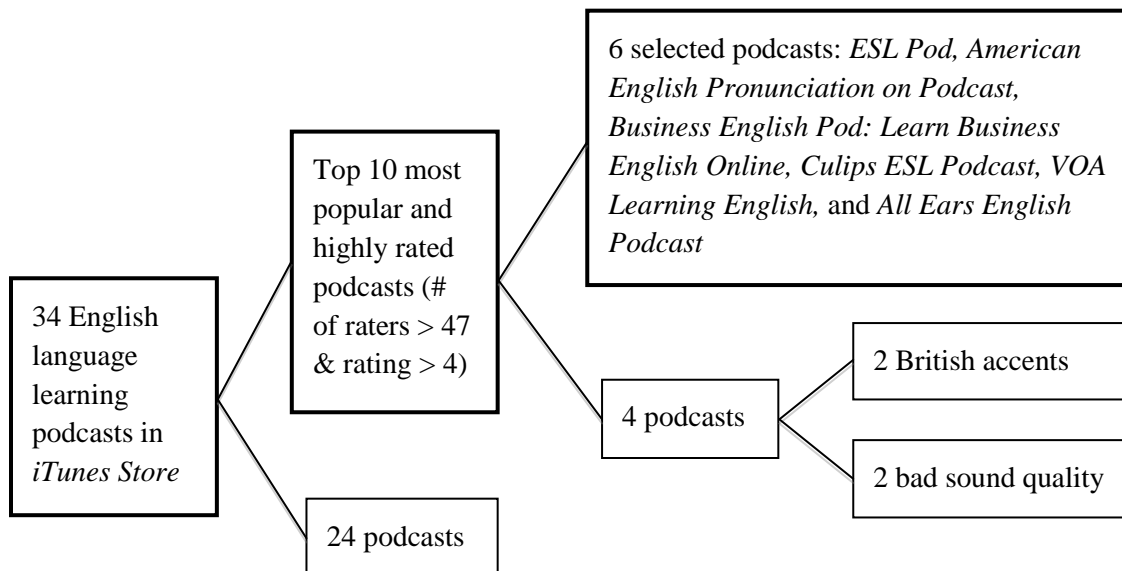 34 English
language
learning
podcasts in
iTunes Store
Top 10 most
popular and
highly rated
podcasts (#
of raters > 47
& rating > 4)
24 podcasts
6 selected podcasts: ESL Pod, American
English Pronunciation on Podcast,
Business English Pod: Learn Business
English Online, Culips ESL Podcast, VOA
Learning English, and All Ears English
Podcast
4 podcasts
2 British accents
2 bad sound quality